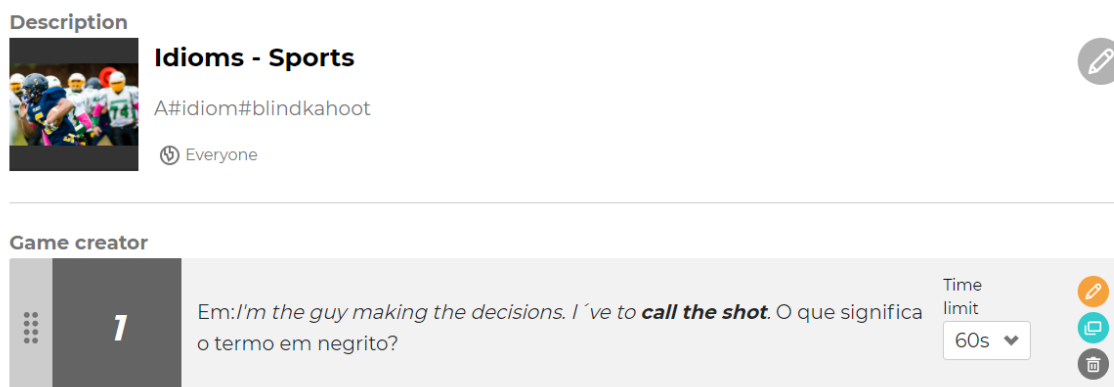 Description
Idioms - Sports
A#idiom#blindkahoot
Everyone
Game creator
1
Em:I'm the guy making the decisions. I´ve to call the shot. O que significa
o termo em negrito?
Time
limit
60s